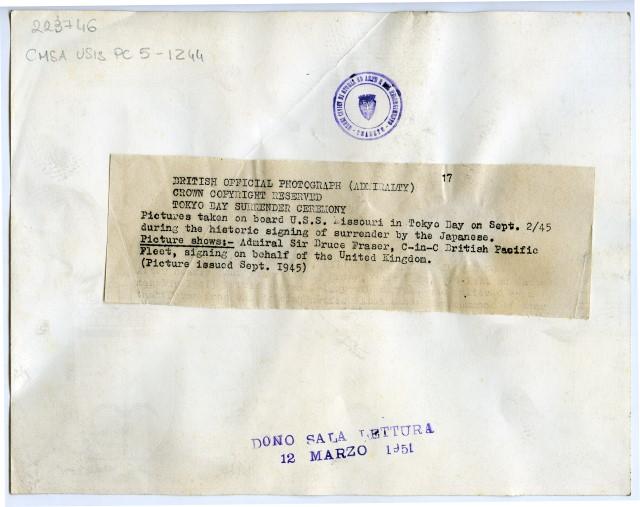 223746
CMSA USIS PC 5-1244
TRIESTE
17
BRITISH OFFICIAL PHOTOGRAPH (ADMIRALTY)
CROWN COPYRIGHT RESERVED
TOKYO DAY SURRENDER CEREMONY
Pictures taken on board U.S.S. Missouri in Tokyo Day on Sept. 2/45
during the historic signing of surrender by the Japanese.
Picture shows:- Admiral Sir Bruce Fraser, C-in-C British Pacific
Fleet, signing on behalf of the United Kingdom.
(Picture issued Sept. 1945)
DONO SALA LETTURA
12 MARZO 1951